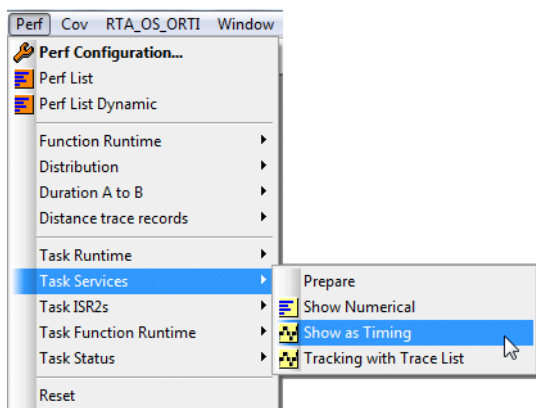 Perf Cov RTA_OS_ORTI Window
Perf Configuration...
Perf List
Perf List Dynamic
Function Runtime
Distribution
Duration A to B
Distance trace records
Task Runtime
Task Services
Prepare
Task ISR2s
Show Numerical
Task Function Runtime
Show as Timing
Task Status
Tracking with Trace List
Reset